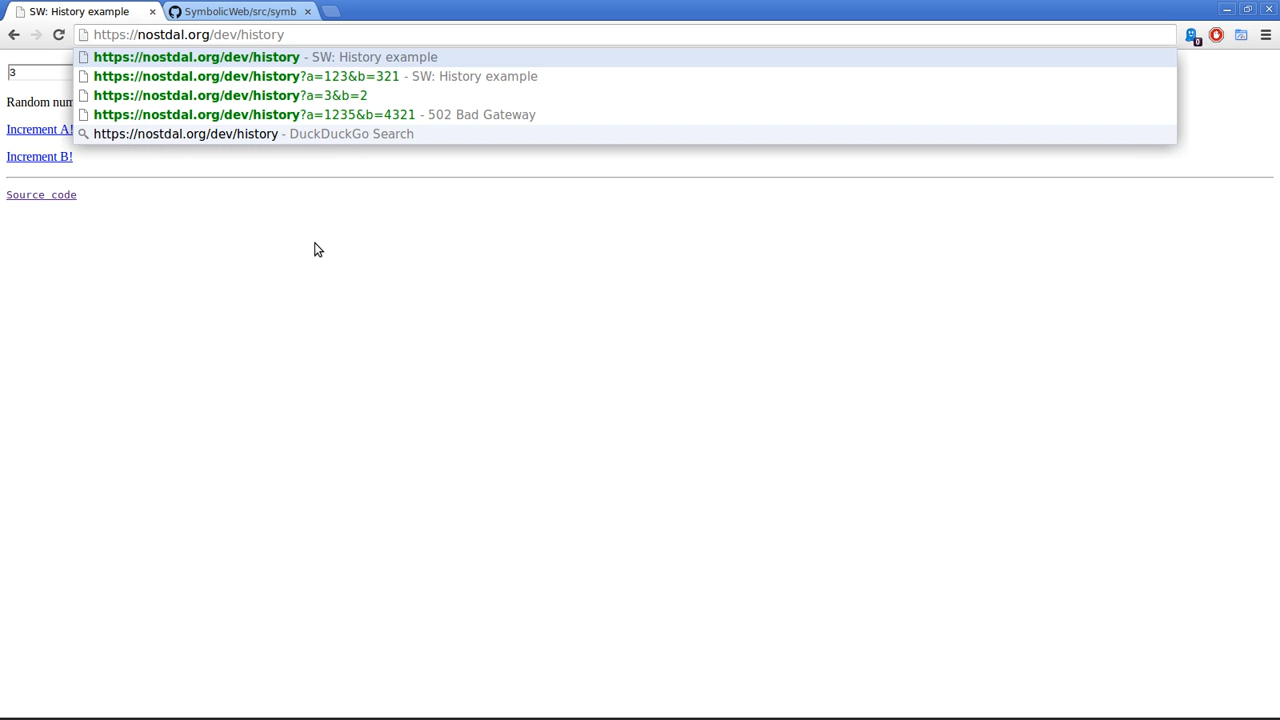 SW: History example
SymbolicWeb/src/symb
https://nostdal.org/dev/history
https://nostdal.org/dev/history - SW: History example
https://nostdal.org/dev/history?a=123&b=321 - SW: History example
https://nostdal.org/dev/history?a=3&b=2
https://nostdal.org/dev/history?a=1235&b=4321 - 502 Bad Gateway
https://nostdal.org/dev/history - DuckDuckGo Search
0
3
Random num
Increment A!
Increment B!
Source code